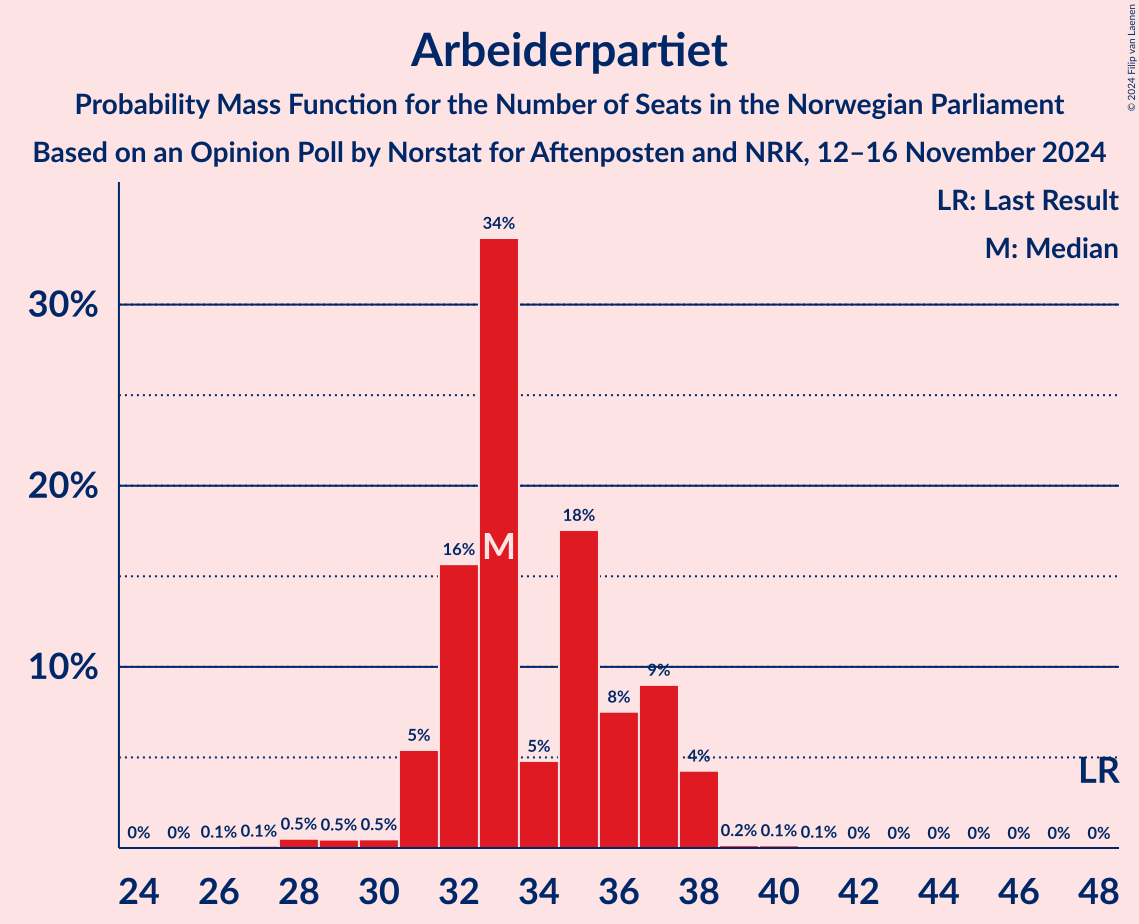 Arbeiderpartiet
Probability Mass Function for the Number of Seats in the Norwegian Parliament
Based on an Opinion Poll by Norstat for Aftenposten and NRK, 12–16 November 2024
© 2024 Filip van Laenen
LR: Last Result
M: Median
34%
30%
20%
18%
16%
M
10%
9%
8%
5%
5%
4%
LR
0% 0% 0.1% 0.1% 0.5% 0.5% 0.5% 0.2% 0.1% 0.1% 0% 0% 0% 0% 0% 0% 0%
24 26 28 30 32 34 36 38 40 42 44 46 48